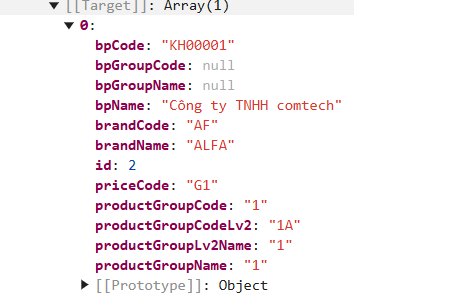 ▼ [[Target]]: Array(1)
▼ 0:
bpCode: "KH00001"
bpGroupCode: null
bpGroupName: null
bpName: "Công ty TNHH comtech"
brandCode: "AF"
brandName: "ALFA"
id: 2
priceCode: "G1"
productGroupCode: "1"
productGroupCodeLv2: "1A"
productGroupLv2Name: "1"
productGroupName: "1"
▶ [[Prototype]]: Object